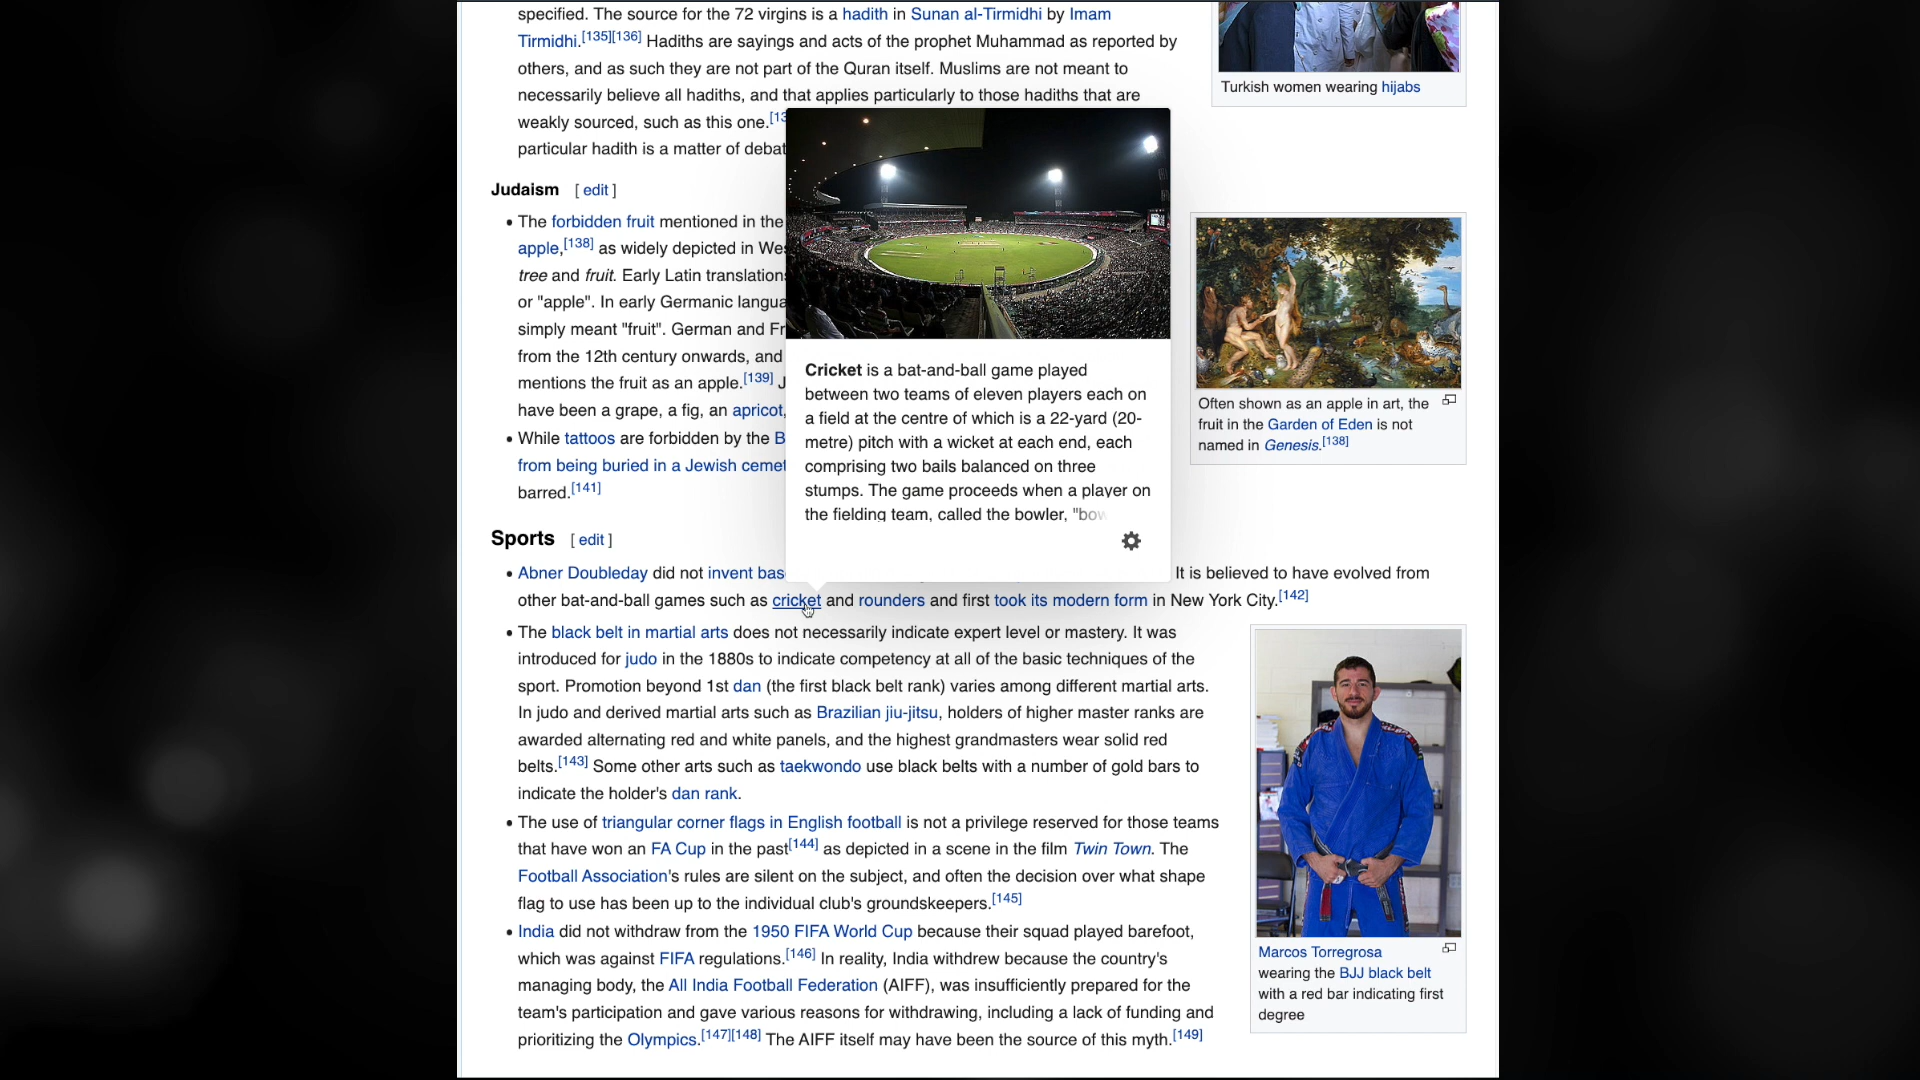 specified. The source for the 72 virgins is a hadith in Sunan al-Tirmidhi by Imam
Tirmidhi.[135][136] Hadiths are sayings and acts of the prophet Muhammad as reported by
others, and as such they are not part of the Quran itself. Muslims are not meant to
necessarily believe all hadiths, and that applies particularly to those hadiths that are
weakly sourced, such as this one.
particular hadith is a matter of
Turkish women wearing hijabs
Judaism [ edit ]
The forbidden fruit mentioned in the
apple,[138] as widely depicted in
tree and fruit. Early Latin translations
or "apple". In early Germanic
simply meant "fruit". German and
from the 12th century onwards, and
mentions the fruit as an apple.[139]
have been a grape, a fig, an apricot,
While tattoos are forbidden by the
from being buried in a Jewish
barred.[141]
Cricket is a bat-and-ball game played
between two teams of eleven players each on
a field at the centre of which is a 22-yard (20-
metre) pitch with a wicket at each end, each
comprising two bails balanced on three
stumps. The game proceeds when a player on
the fielding team, called the bowler, "bow
Often shown as an apple in art, the
fruit in the Garden of Eden is not
named in Genesis.[138]
Sports [ edit ]
Abner Doubleday did not invent
It is believed to have evolved from
other bat-and-ball games such as cricket and rounders and first took its modern form in New York City.[142]
The black belt in martial arts does not necessarily indicate expert level or mastery. It was
introduced for judo in the 1880s to indicate competency at all of the basic techniques of the
sport. Promotion beyond 1st dan (the first black belt rank) varies among different martial arts.
In judo and derived martial arts such as Brazilian jiu-jitsu, holders of higher master ranks are
awarded alternating red and white panels, and the highest grandmasters wear solid red
belts.[143] Some other arts such as taekwondo use black belts with a number of gold bars to
indicate the holder's dan rank.
The use of triangular corner flags in English football is not a privilege reserved for those teams
that have won an FA Cup in the past[144] as depicted in a scene in the film Twin Town. The
Football Association's rules are silent on the subject, and often the decision over what shape
flag to use has been up to the individual club's groundskeepers.[145]
India did not withdraw from the 1950 FIFA World Cup because their squad played barefoot,
which was against FIFA regulations.[146] In reality, India withdrew because the country's
managing body, the All India Football Federation (AIFF), was insufficiently prepared for the
team's participation and gave various reasons for withdrawing, including a lack of funding and
prioritizing the Olympics.[147][148] The AIFF itself may have been the source of this myth.[149]
Marcos Torregrosa
wearing the BJJ black belt
with a red bar indicating first
degree